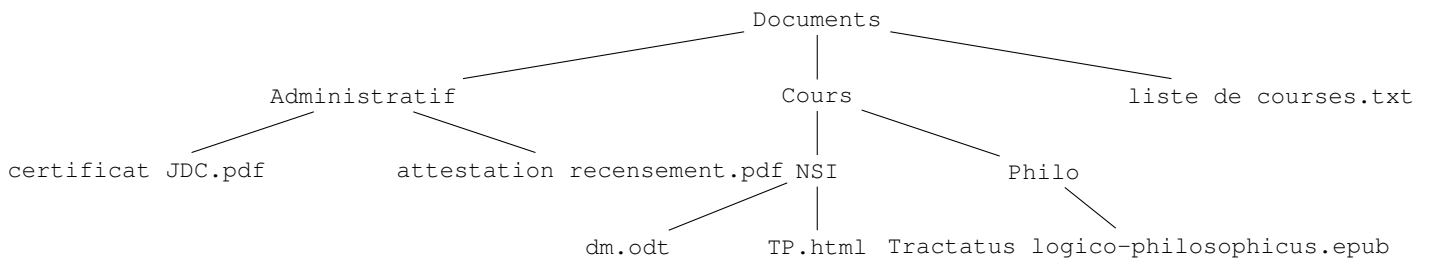 Documents
Administratif Cours liste de courses.txt
certificat JDC.pdf attestation recensement.pdf NSI Philo
dm.odt TP.html Tractatus logico-philosophicus.epub